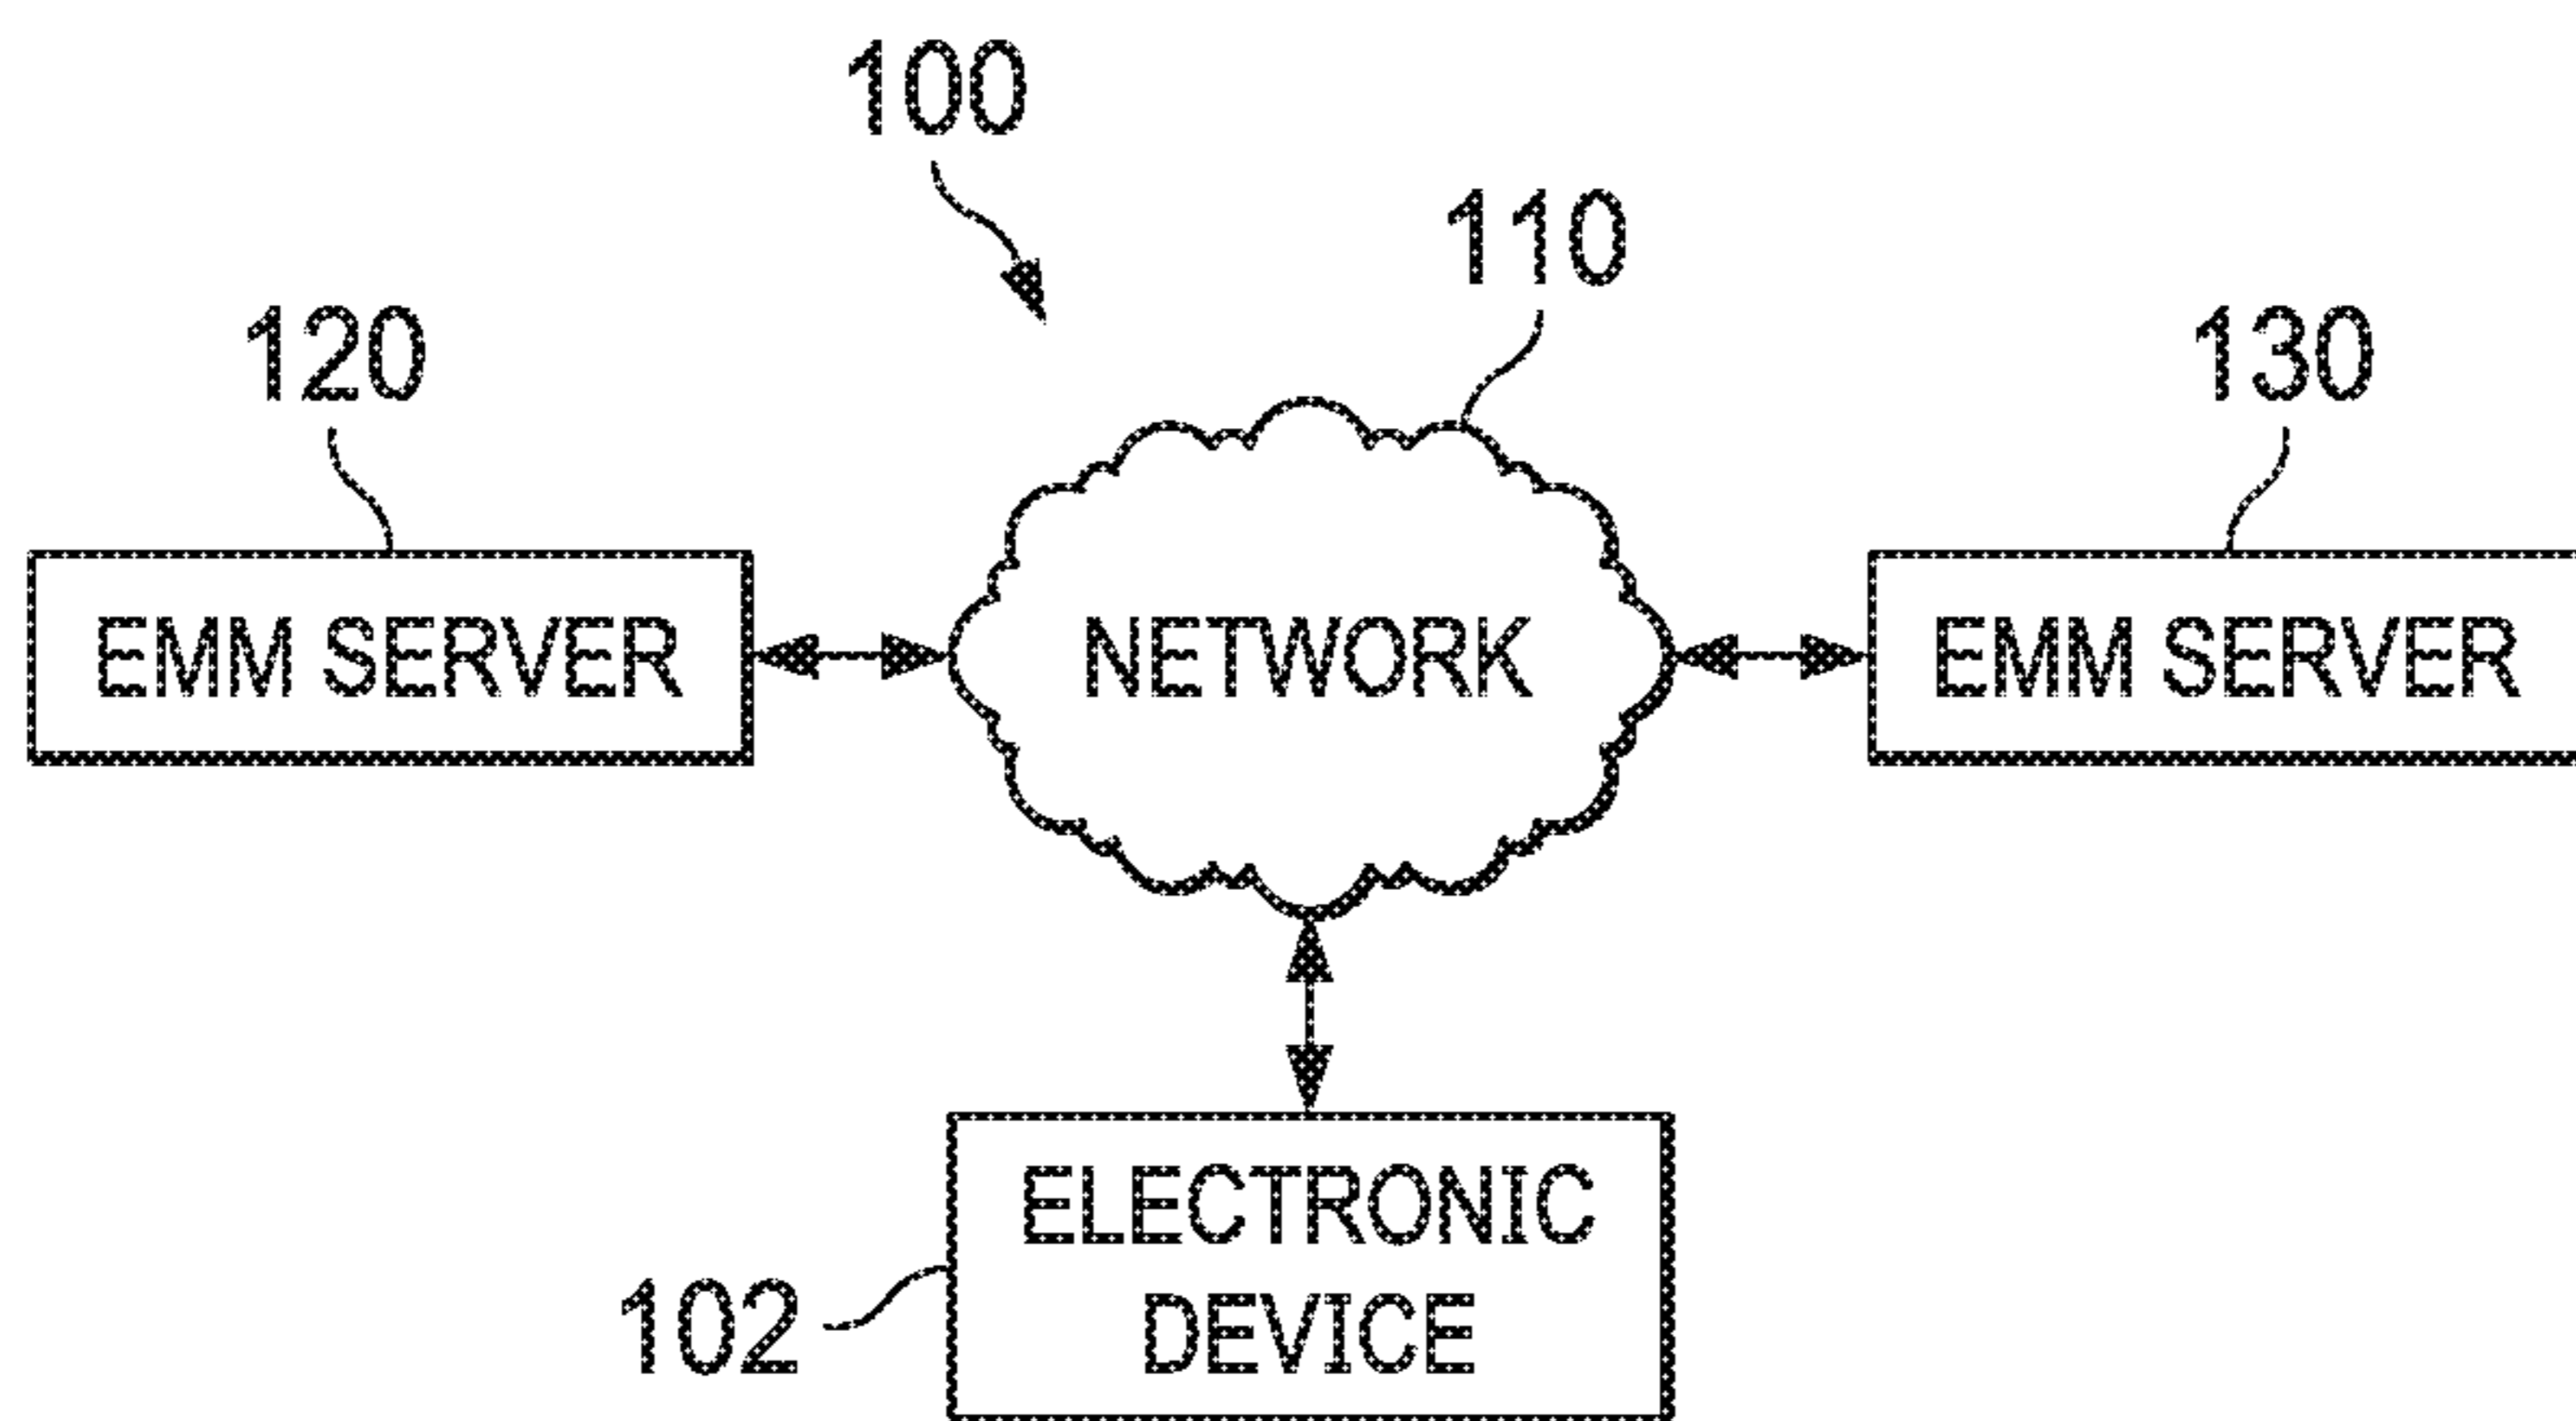 100
110
120
130
EMM SERVER
NETWORK
EMM SERVER
ELECTRONIC
DEVICE
102